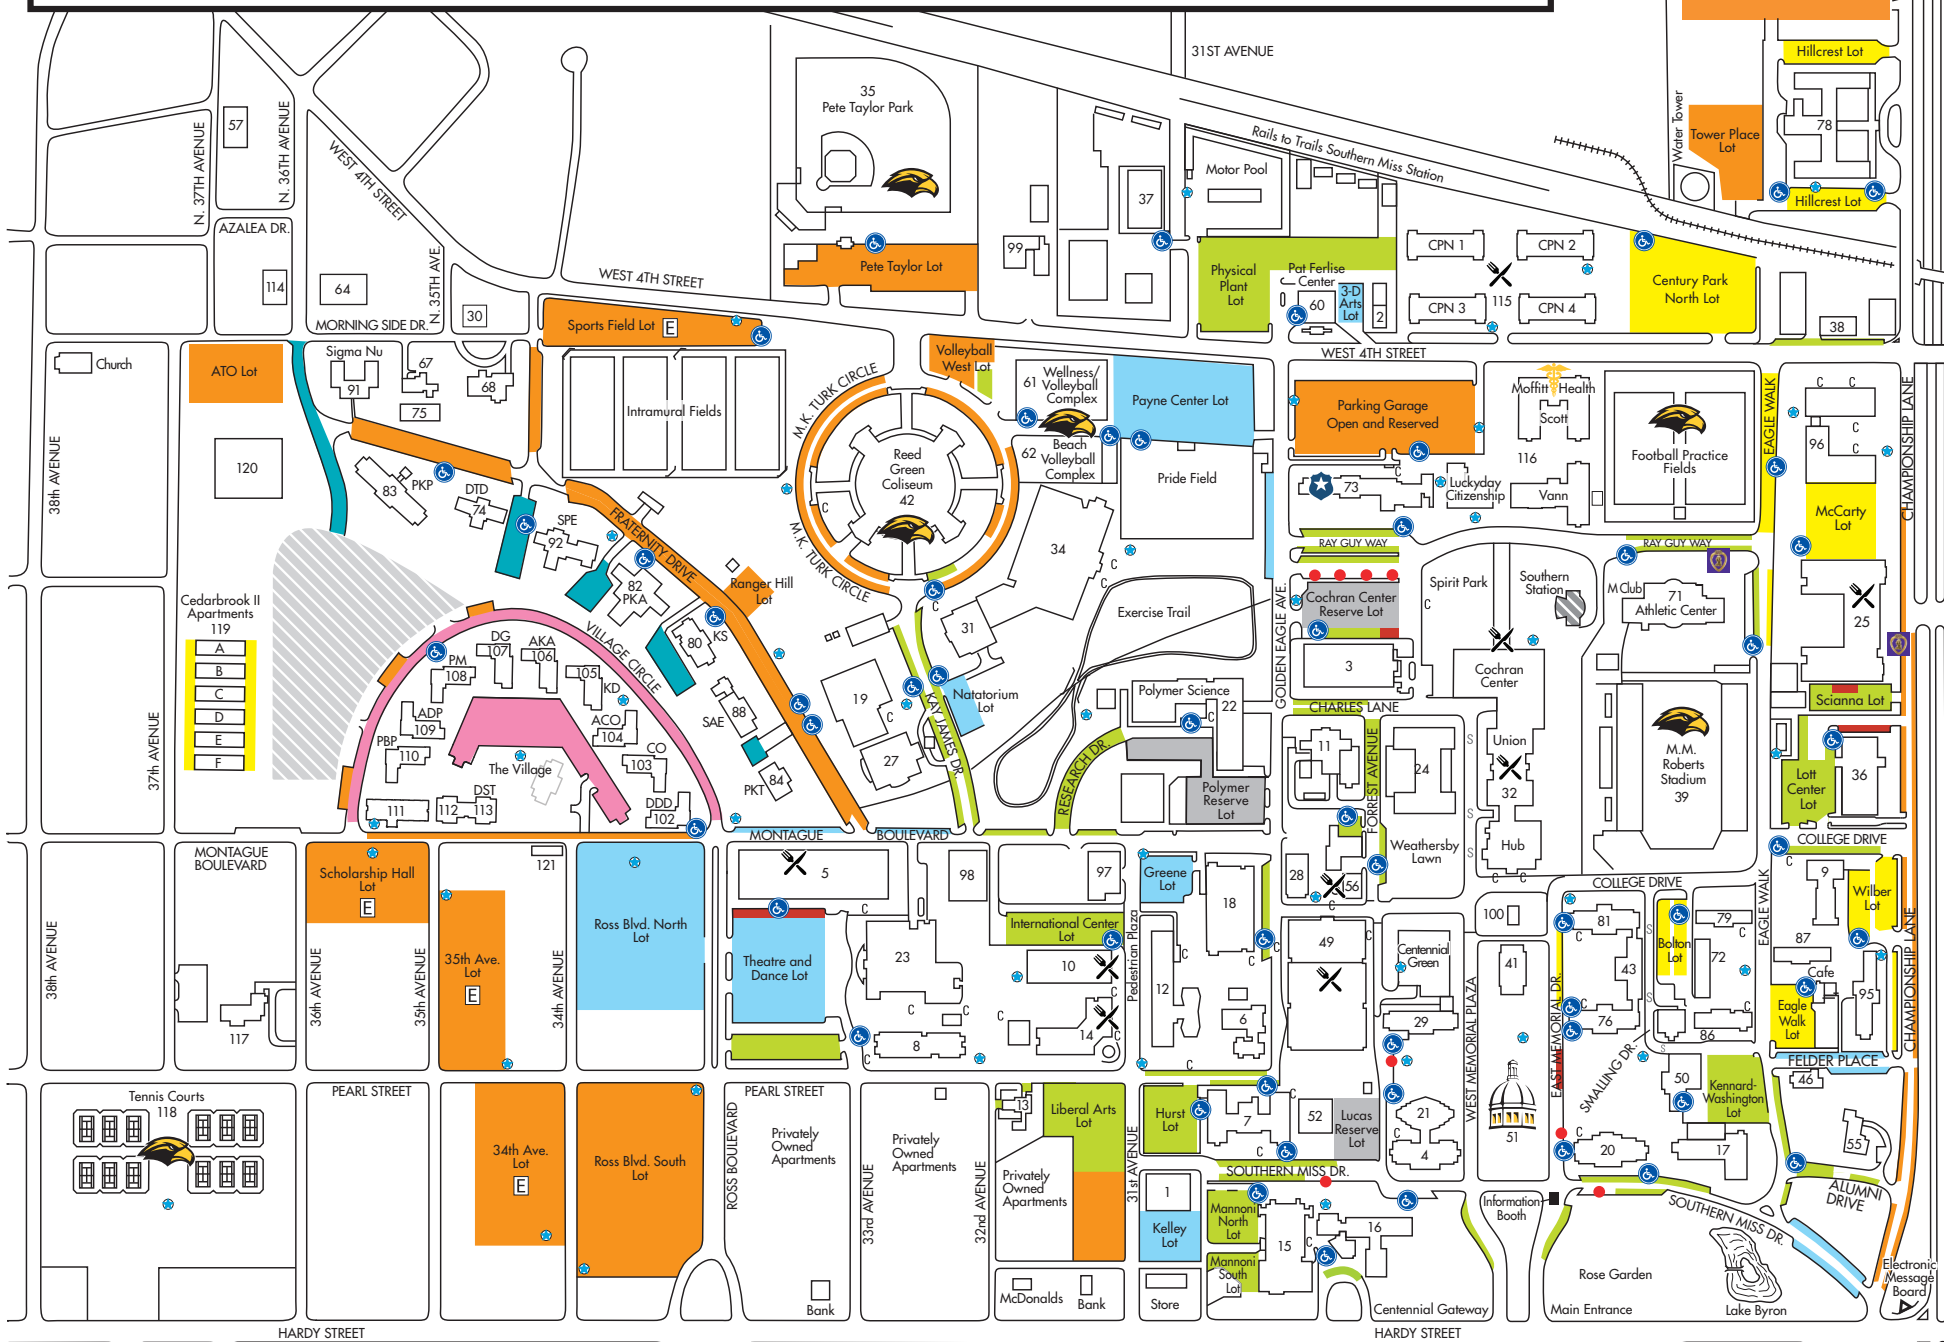 31ST AVENUE
Hillcrest Lot
35
Pete Taylor Park
57
N. 37TH AVENUE
N. 36TH AVENUE
WEST 4TH STREET
Water Tower
Tower Place
Lot
78
Rails to Trails Southern Miss Station
Motor Pool
37
Hillcrest Lot
AZALEA DR.
99
CPN 1
CPN 2
Pete Taylor Lot
WEST 4TH STREET
Physical
Plant
Lot
Pat Ferlise
Center
60
3-D
Arts
Lot
2
115
CPN 3
CPN 4
Century Park
North Lot
114
64
N. 35TH AVE.
30
MORNING SIDE DR.
Sports Field Lot
E
38
Church
ATO Lot
Sigma Nu
91
67
68
75
Intramural Fields
M.K. TURK CIRCLE
Volleyball
West Lot
61
Wellness/
Volleyball
Complex
Payne Center Lot
WEST 4TH STREET
Parking Garage
Open and Reserved
Moffitt Health
Scott
116
EAGLE WALK
C
C
C
C
96
CHAMPIONSHIP LANE
38th AVENUE
120
Reed
Green
Coliseum
42
C
62
Beach
Volleyball
Complex
Pride Field
Football Practice
Fields
83
PKP
DTD
74
SPE
92
FRATERNITY DRIVE
M.K. TURK CIRCLE
34
C
C
C
73
Luckyday
Citizenship
Vann
McCarty
Lot
RAY GUY WAY
RAY GUY WAY
82
PKA
Ranger Hill
Lot
C
Exercise Trail
GOLDEN EAGLE AVE.
Cochran Center
Reserve Lot
Spirit Park
C
Southern
Station
M Club
71
Athletic Center
25
Cedarbrook II
Apartments
119
A
B
C
D
E
F
VILLAGE CIRCLE
DG
107
AKA
106
PM
108
105
KD
80
KS
31
3
Cochran
Center
ADP
109
ACO
104
SAE
88
19
C
Natatorium
Lot
KAY JAMES DR.
Polymer Science
22
C
CHARLES LANE
Scianna Lot
37th AVENUE
PBP
110
The Village
CO
103
27
RESEARCH DR.
11
FORREST AVENUE
24
S
Union
32
S
M.M.
Roberts
Stadium
39
36
Lott
Center
Lot
111
112
DST
113
DDD
102
PKT
84
Polymer
Reserve
Lot
MONTAGUE
BOULEVARD
Weathersby
Lawn
S
Hub
C
C
COLLEGE DRIVE
C
MONTAGUE
BOULEVARD
Scholarship Hall
Lot
E
121
5
98
97
Greene
Lot
18
28
56
C
COLLEGE DRIVE
9
Wilber
Lot
38th AVENUE
36th AVENUE
35th AVENUE
35th Ave.
Lot
E
34th AVENUE
Ross Blvd. North
Lot
Theatre and
Dance Lot
C
23
C
C
International Center
Lot
10
C
C
Pedestrian Plaza
12
C
C
49
C
Centennial
Green
C
100
81
C
S
Bolton
Lot
79
C
EAGLE WALK
87
CHAMPIONSHIP LANE
41
43
72
Cafe
C
95
117
8
14
C
6
C
29
WEST MEMORIAL PLAZA
EAST MEMORIAL DR.
C
76
S
86
Eagle
Walk
Lot
CHAMPIONSHIP LANE
PEARL STREET
PEARL STREET
C
C
SMALLING DR.
S
FELDER PLACE
Tennis Courts
118
34th Ave.
Lot
E
Ross Blvd. South
Lot
ROSS BOULEVARD
Privately
Owned
Apartments
33rd AVENUE
Privately
Owned
Apartments
32nd AVENUE
13
Liberal Arts
Lot
Privately
Owned
Apartments
31st AVENUE
Hurst
Lot
7
C
52
Lucas
Reserve
Lot
21
4
51
50
Kennard-
Washington
Lot
46
20
17
55
SOUTHERN MISS DR.
1
Kelley
Lot
Mannoni
North
Lot
Mannoni
South
Lot
15
C
16
Information
Booth
SOUTHERN MISS DR.
ALUMNI
DRIVE
Bank
McDonalds
Bank
Store
Centennial Gateway
Main Entrance
Rose Garden
Lake Byron
Electronic
Message
Board
HARDY STREET
HARDY STREET